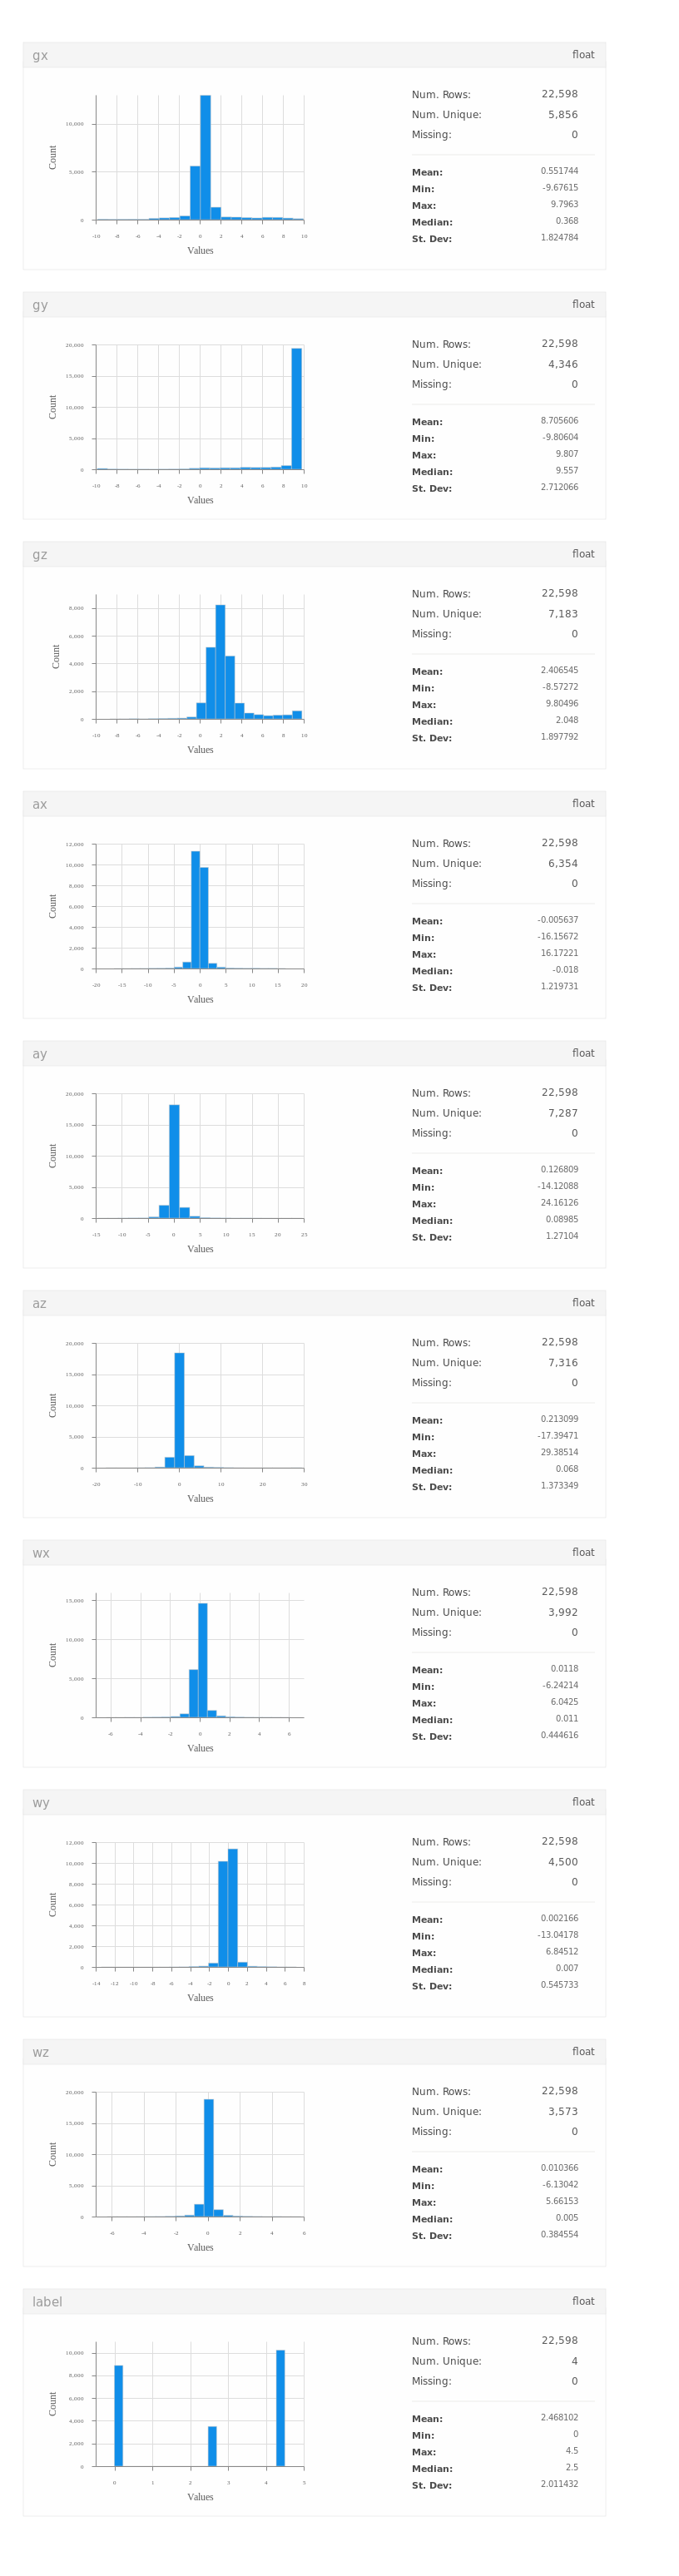 gx float
10,000
5,000
0
Count
-10 -8 -6 -4 -2 0 2 4 6 8 10
Values
Num. Rows: 22,598
Num. Unique: 5,856
Missing: 0
Mean: 0.551744
Min: -9.67615
Max: 9.7963
Median: 0.368
St. Dev: 1.824784
gy float
20,000
15,000
10,000
5,000
0
Count
-10 -8 -6 -4 -2 0 2 4 6 8 10
Values
Num. Rows: 22,598
Num. Unique: 4,346
Missing: 0
Mean: 8.705606
Min: -9.80604
Max: 9.807
Median: 9.557
St. Dev: 2.712066
gz float
8,000
6,000
4,000
2,000
0
Count
-10 -8 -6 -4 -2 0 2 4 6 8 10
Values
Num. Rows: 22,598
Num. Unique: 7,183
Missing: 0
Mean: 2.406545
Min: -8.57272
Max: 9.80496
Median: 2.048
St. Dev: 1.897792
ax float
12,000
10,000
8,000
6,000
4,000
2,000
0
Count
-20 -15 -10 -5 0 5 10 15 20
Values
Num. Rows: 22,598
Num. Unique: 6,354
Missing: 0
Mean: -0.005637
Min: -16.15672
Max: 16.17221
Median: -0.018
St. Dev: 1.219731
ay float
20,000
15,000
10,000
5,000
0
Count
-15 -10 -5 0 5 10 15 20 25
Values
Num. Rows: 22,598
Num. Unique: 7,287
Missing: 0
Mean: 0.126809
Min: -14.12088
Max: 24.16126
Median: 0.08985
St. Dev: 1.27104
az float
20,000
15,000
10,000
5,000
0
Count
-20 -10 0 10 20 30
Values
Num. Rows: 22,598
Num. Unique: 7,316
Missing: 0
Mean: 0.213099
Min: -17.39471
Max: 29.38514
Median: 0.068
St. Dev: 1.373349
wx float
15,000
10,000
5,000
0
Count
-6 -4 -2 0 2 4 6
Values
Num. Rows: 22,598
Num. Unique: 3,992
Missing: 0
Mean: 0.0118
Min: -6.24214
Max: 6.0425
Median: 0.011
St. Dev: 0.444616
wy float
12,000
10,000
8,000
6,000
4,000
2,000
0
Count
-14 -12 -10 -8 -6 -4 -2 0 2 4 6 8
Values
Num. Rows: 22,598
Num. Unique: 4,500
Missing: 0
Mean: 0.002166
Min: -13.04178
Max: 6.84512
Median: 0.007
St. Dev: 0.545733
wz float
20,000
15,000
10,000
5,000
0
Count
-6 -4 -2 0 2 4 6
Values
Num. Rows: 22,598
Num. Unique: 3,573
Missing: 0
Mean: 0.010366
Min: -6.13042
Max: 5.66153
Median: 0.005
St. Dev: 0.384554
label float
10,000
8,000
6,000
4,000
2,000
0
Count
0 1 2 3 4 5
Values
Num. Rows: 22,598
Num. Unique: 4
Missing: 0
Mean: 2.468102
Min: 0
Max: 4.5
Median: 2.5
St. Dev: 2.011432